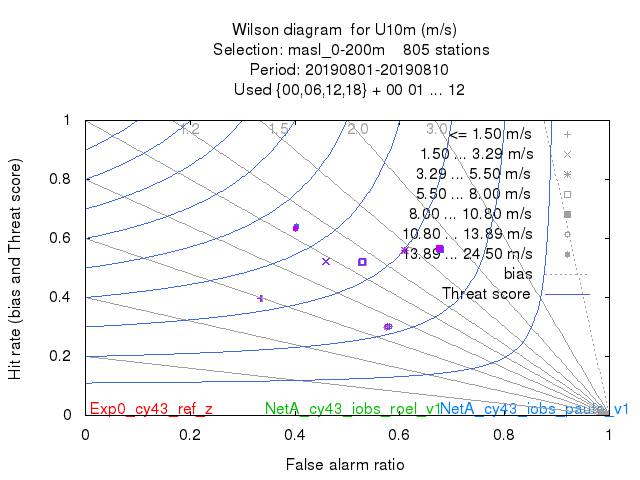 Wilson diagram for U10m (m/s)
Selection: masl_0-200m 805 stations
Period: 20190801-20190810
Used {00,06,12,18} + 00 01 ... 12
1.2 1.5 2.0 3.0
<= 1.50 m/s
1.50 ... 3.29 m/s
3.29 ... 5.50 m/s
5.50 ... 8.00 m/s
8.00 ... 10.80 m/s
10.80 ... 13.89 m/s
13.89 ... 24.50 m/s
bias
Threat score
Hit rate (bias and Threat score)
1
0.8
0.6
0.4
0.2
0
Exp0_cy43_ref_z NetA_cy43_iobs_roel_v1 NetA_cy43_iobs_paulo_v1
0 0.2 0.4 0.6 0.8 1
False alarm ratio